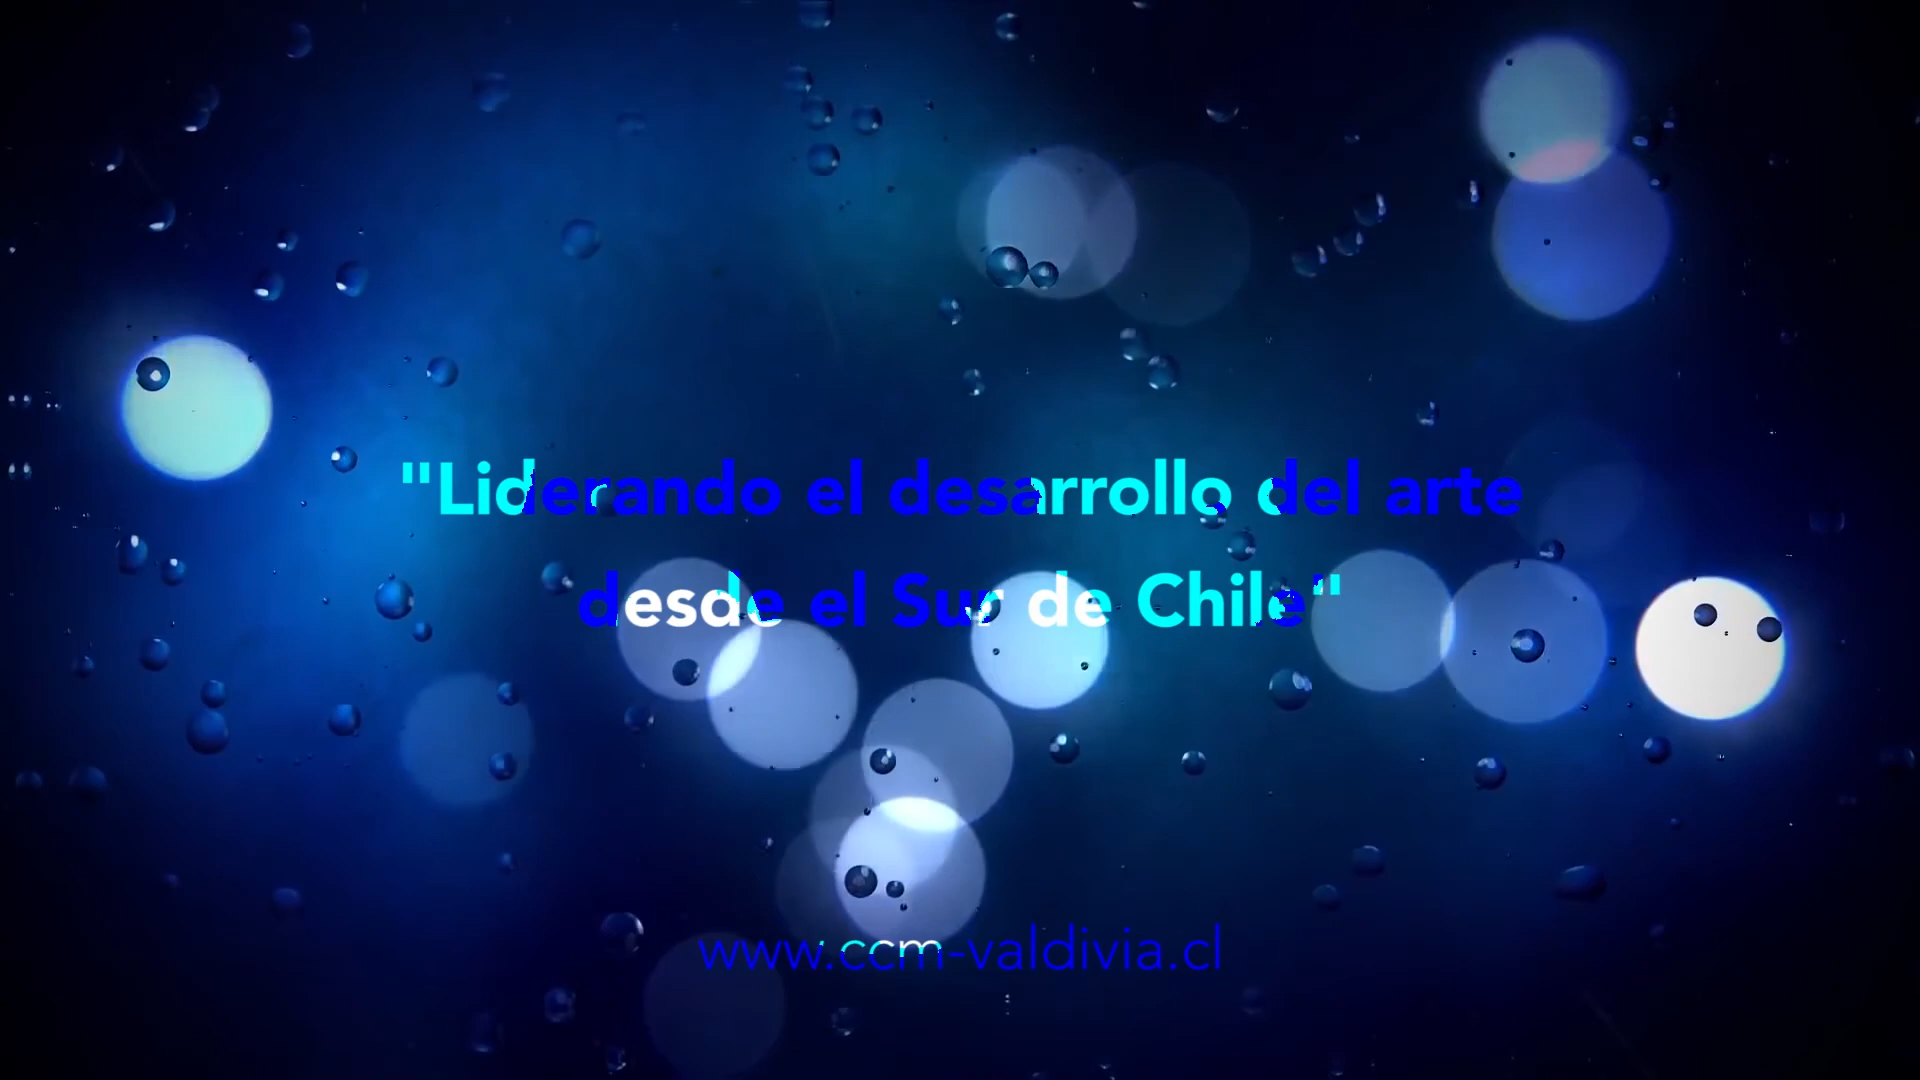 "Liderando el desarrollo del arte
desde el Sur de Chile"
www.ccm-valdivia.cl